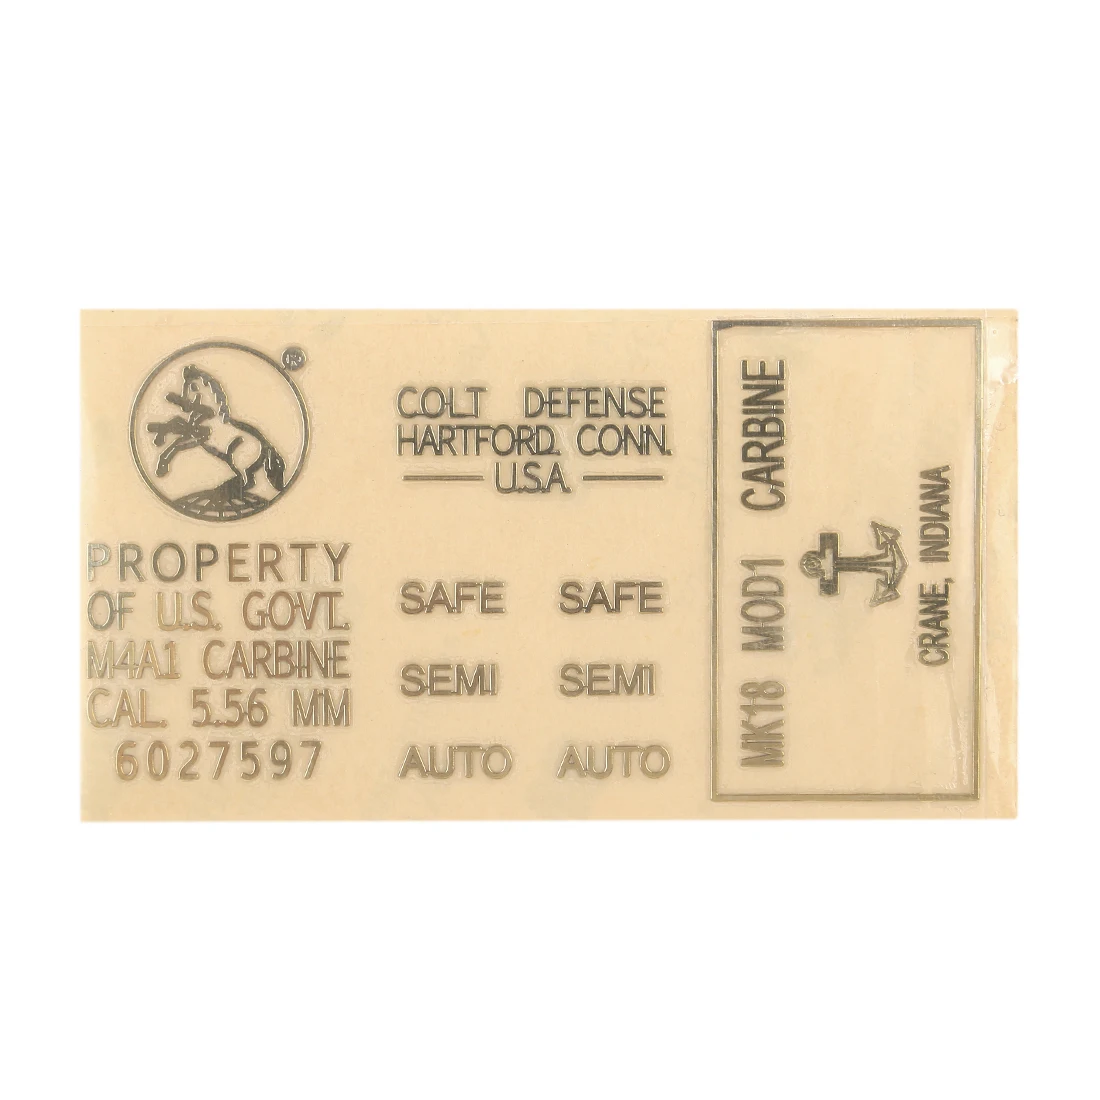 ®
PROPERTY
OF U.S. GOVT.
M4A1 CARBINE
CAL. 5.56 MM
6027597
COLT DEFENSE
HARTFORD. CONN.
U.S.A.
SAFE SAFE
SEMI SEMI
AUTO AUTO
MK18 MOD1 CARBINE
CRANE, INDIANA